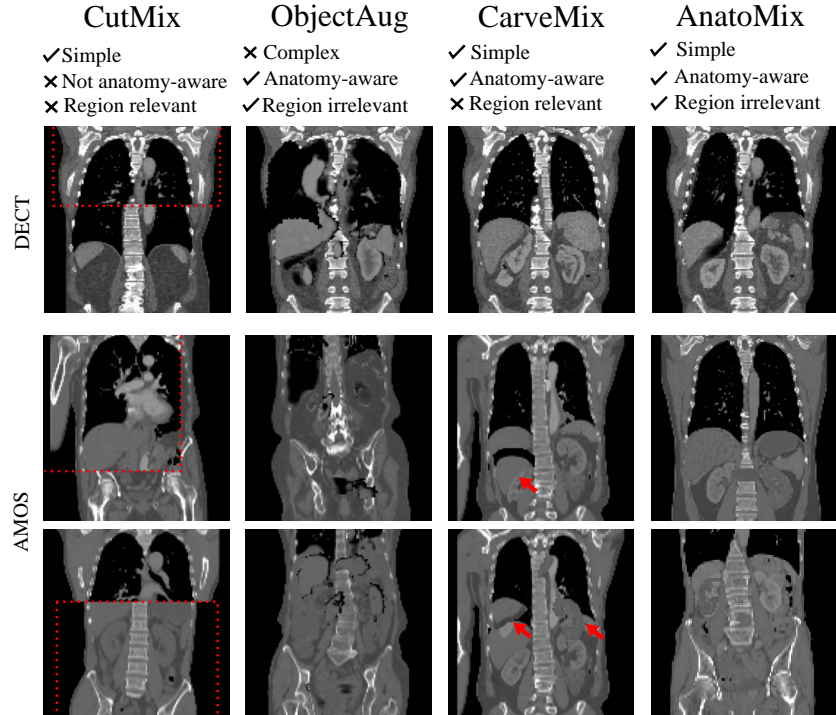 CutMix
ObjectAug
CarveMix
AnatoMix
✓Simple
✗ Not anatomy-aware
✗ Region relevant
✗ Complex
✓ Anatomy-aware
✓Region irrelevant
✓ Simple
✓ Anatomy-aware
✗ Region relevant
✓ Simple
✓ Anatomy-aware
✓ Region irrelevant
DECT
AMOS